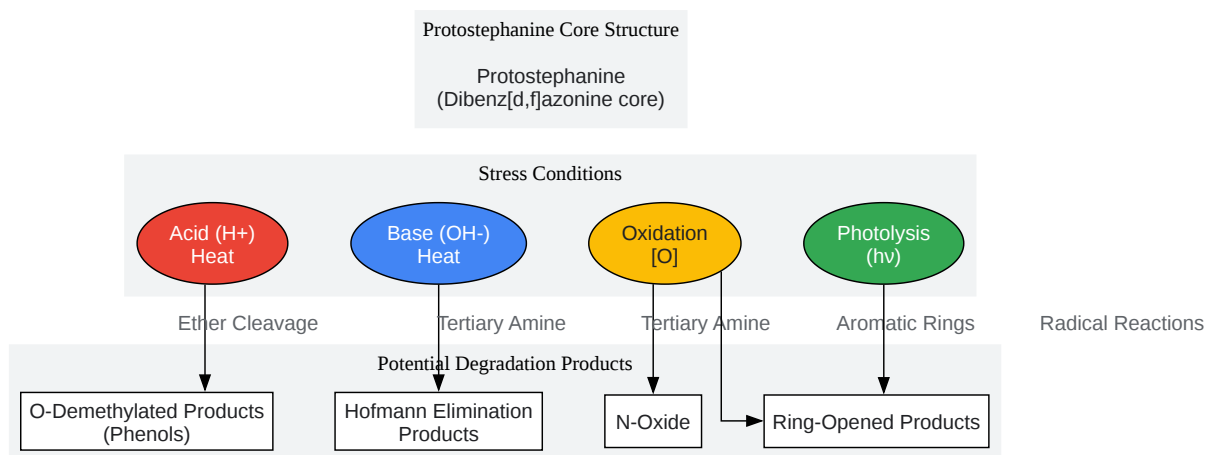 Protostephanine Core Structure
Protostephanine
(Dibenz[d,f]azonine core)
Stress Conditions
Acid (H+)
Heat
Base (OH-)
Heat
Oxidation
[O]
Photolysis
(hν)
Ether Cleavage
Tertiary Amine
Tertiary Amine
Aromatic Rings
Radical Reactions
Potential Degradation Products
O-Demethylated Products
(Phenols)
Hofmann Elimination
Products
N-Oxide
Ring-Opened Products